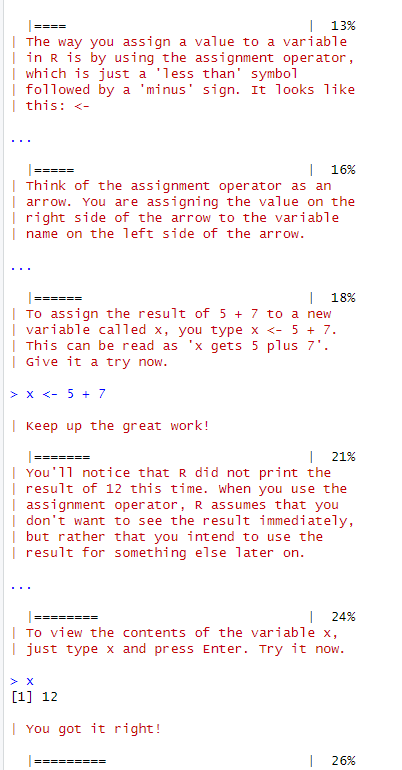 |==== | 13%
| The way you assign a value to a variable
| in R is by using the assignment operator,
| which is just a 'less than' symbol
| followed by a 'minus' sign. It looks like
| this: <-
...
|===== | 16%
| Think of the assignment operator as an
| arrow. You are assigning the value on the
| right side of the arrow to the variable
| name on the left side of the arrow.
...
|====== | 18%
| To assign the result of 5 + 7 to a new
| variable called x, you type x <- 5 + 7.
| This can be read as 'x gets 5 plus 7'.
| Give it a try now.
> x <- 5 + 7
| Keep up the great work!
|======= | 21%
| You'll notice that R did not print the
| result of 12 this time. When you use the
| assignment operator, R assumes that you
| don't want to see the result immediately,
| but rather that you intend to use the
| result for something else later on.
...
|======== | 24%
| To view the contents of the variable x,
| just type x and press Enter. Try it now.
> x
[1] 12
| You got it right!
|========= | 26%